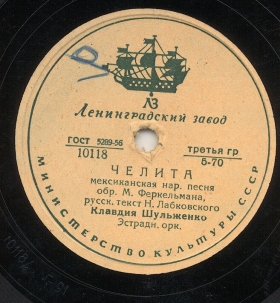 ЛЗ
Ленинградский завод
ГОСТ 5289-56
третья гр
10118
6-70
ЧЕЛИТА
мексиканская нар. песня
обр. М. Феркельмана,
русск. текст Н. Лабковского
Клавдия Шульженко
Эстрадн. орк.
МИНИСТЕРСТВО КУЛЬТУРЫ СССР